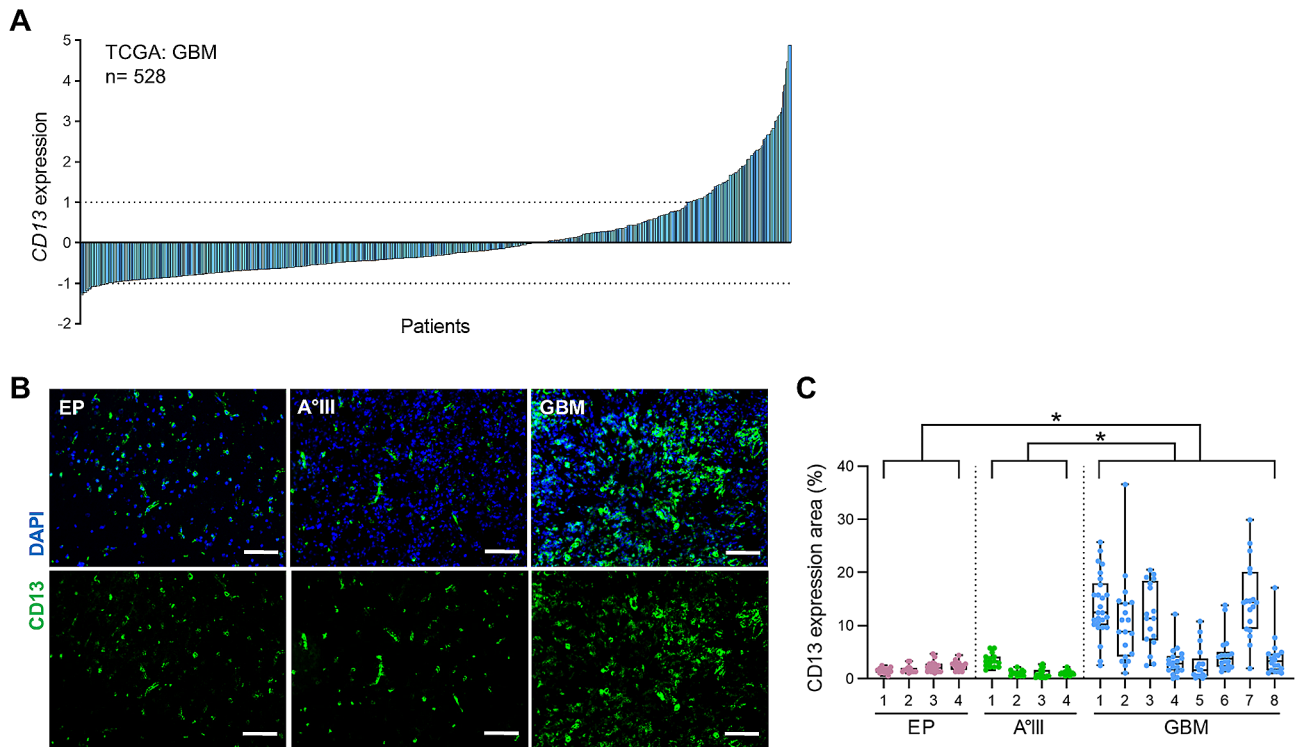 A
TCGA: GBM
n= 528
CD13 expression
5
4
3
2
1
0
-1
-2
Patients
B
EP
A°III
GBM
DAPI
CD13
C
*
*
CD13 expression area (%)
40
30
20
10
0
1 2 3 4 1 2 3 4 1 2 3 4 5 6 7 8
EP A°III GBM